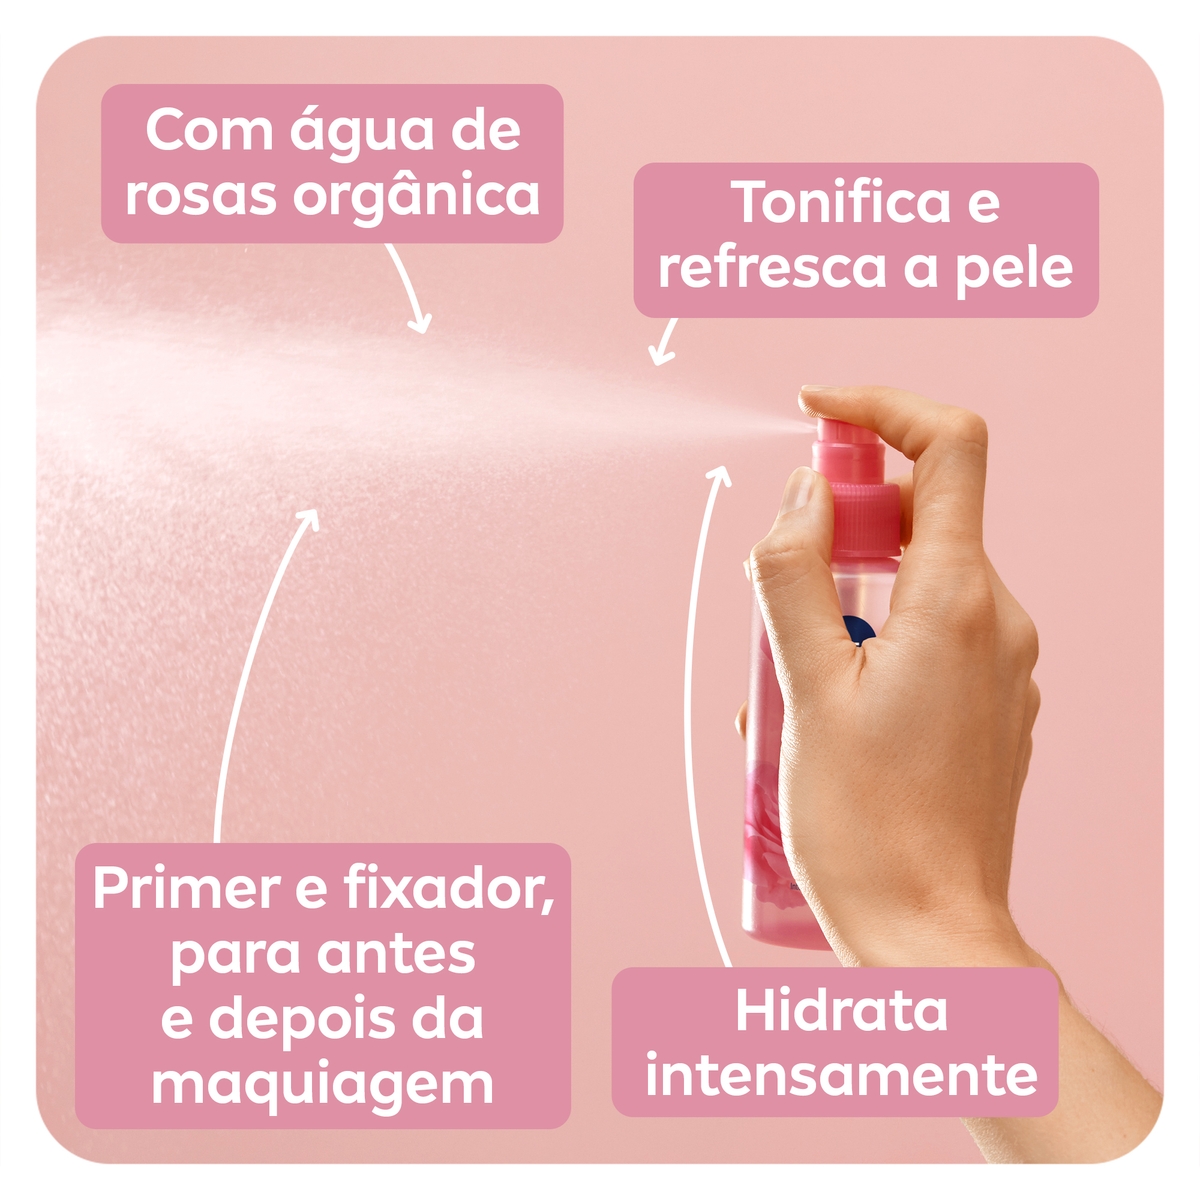 Com água de
rosas orgânica
Tonifica e
refresca a pele
Primer e fixador,
para antes
e depois da
maquiagem
Hidrata
intensamente